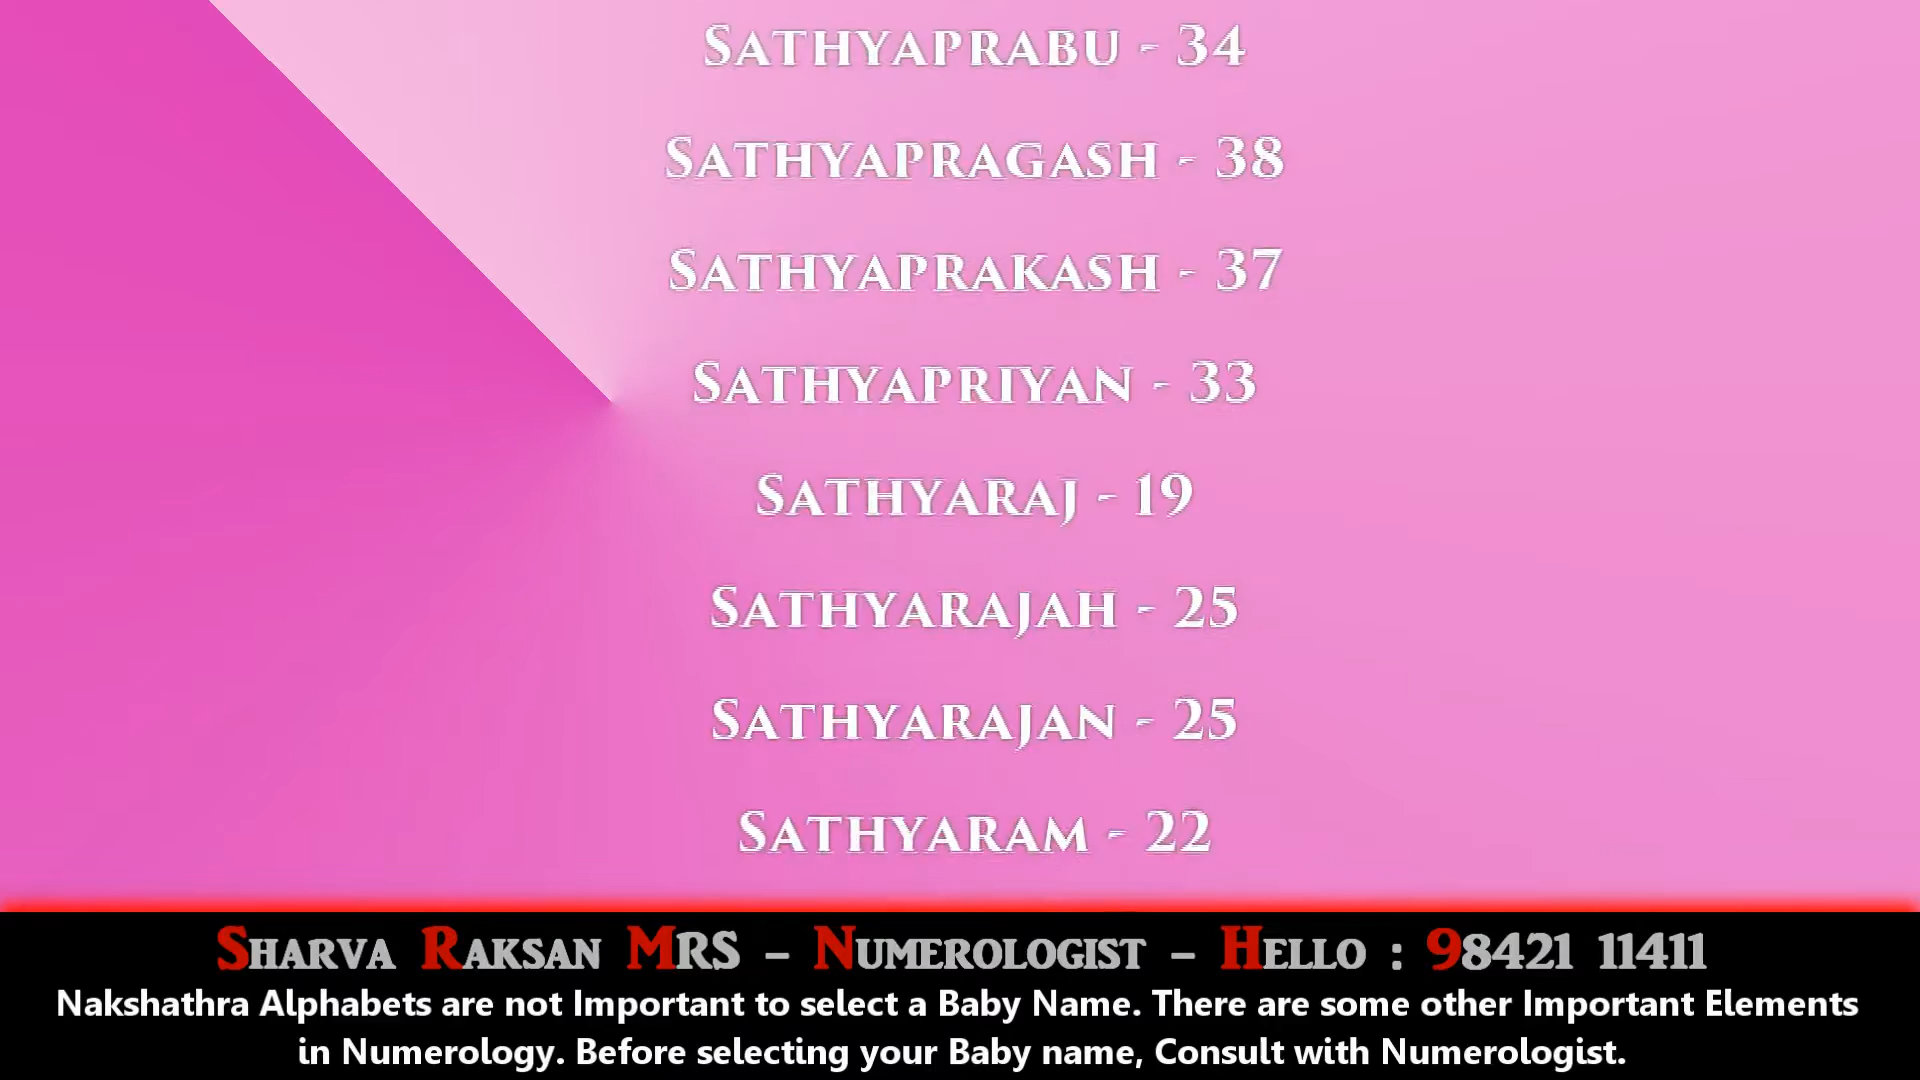 Sathyaprabu - 34
Sathyapragash - 38
Sathyaprakash - 37
Sathyapriyan - 33
Sathyaraj - 19
Sathyarajah - 25
Sathyarajan - 25
Sathyaram - 22
Sharva Raksan MRS - Numerologist - Hello : 98421 11411
Nakshathra Alphabets are not Important to select a Baby Name. There are some other Important Elements
in Numerology. Before selecting your Baby name, Consult with Numerologist.